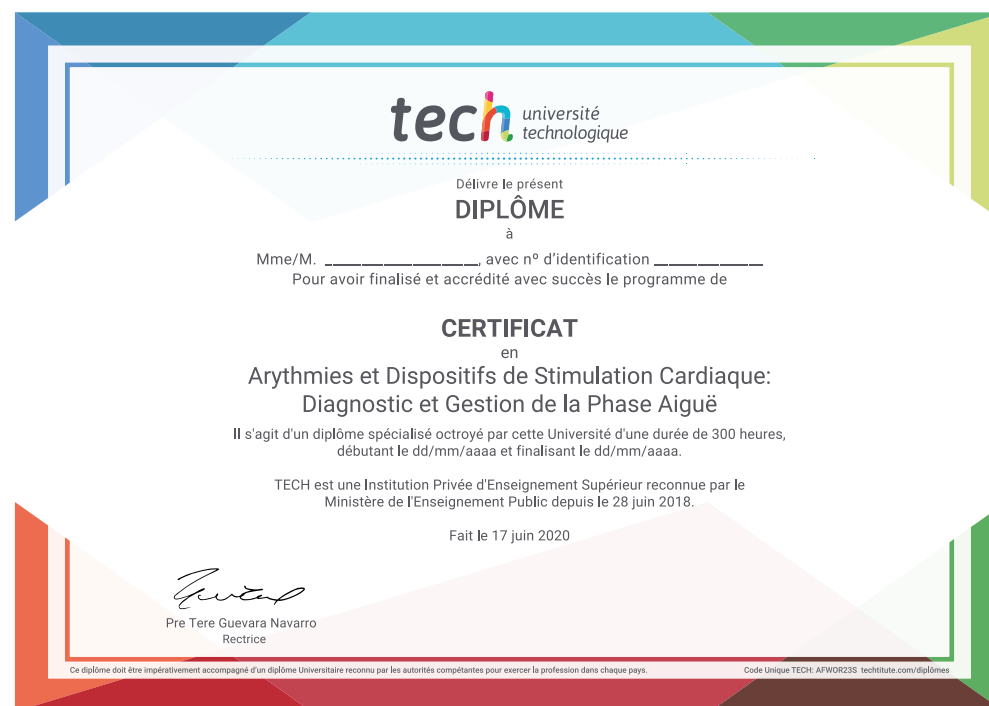 tech université
technologique
Délivre le présent
DIPLÔME
à
Mme/M. ____________________, avec nº d'identification ______________
Pour avoir finalisé et accrédité avec succès le programme de
CERTIFICAT
en
Arythmies et Dispositifs de Stimulation Cardiaque:
Diagnostic et Gestion de la Phase Aiguë
Il s'agit d'un diplôme spécialisé octroyé par cette Université d'une durée de 300 heures,
débutant le dd/mm/aaaa et finalisant le dd/mm/aaaa.
TECH est une Institution Privée d'Enseignement Supérieur reconnue par le
Ministère de l'Enseignement Public depuis le 28 juin 2018.
Fait le 17 juin 2020
Pre Tere Guevara Navarro
Rectrice
Ce diplôme doit être impérativement accompagné d'un diplôme Universitaire reconnu par les autorités compétentes pour exercer la profession dans chaque pays.
Code Unique TECH: AFWOR23S techtitute.com/diplômes